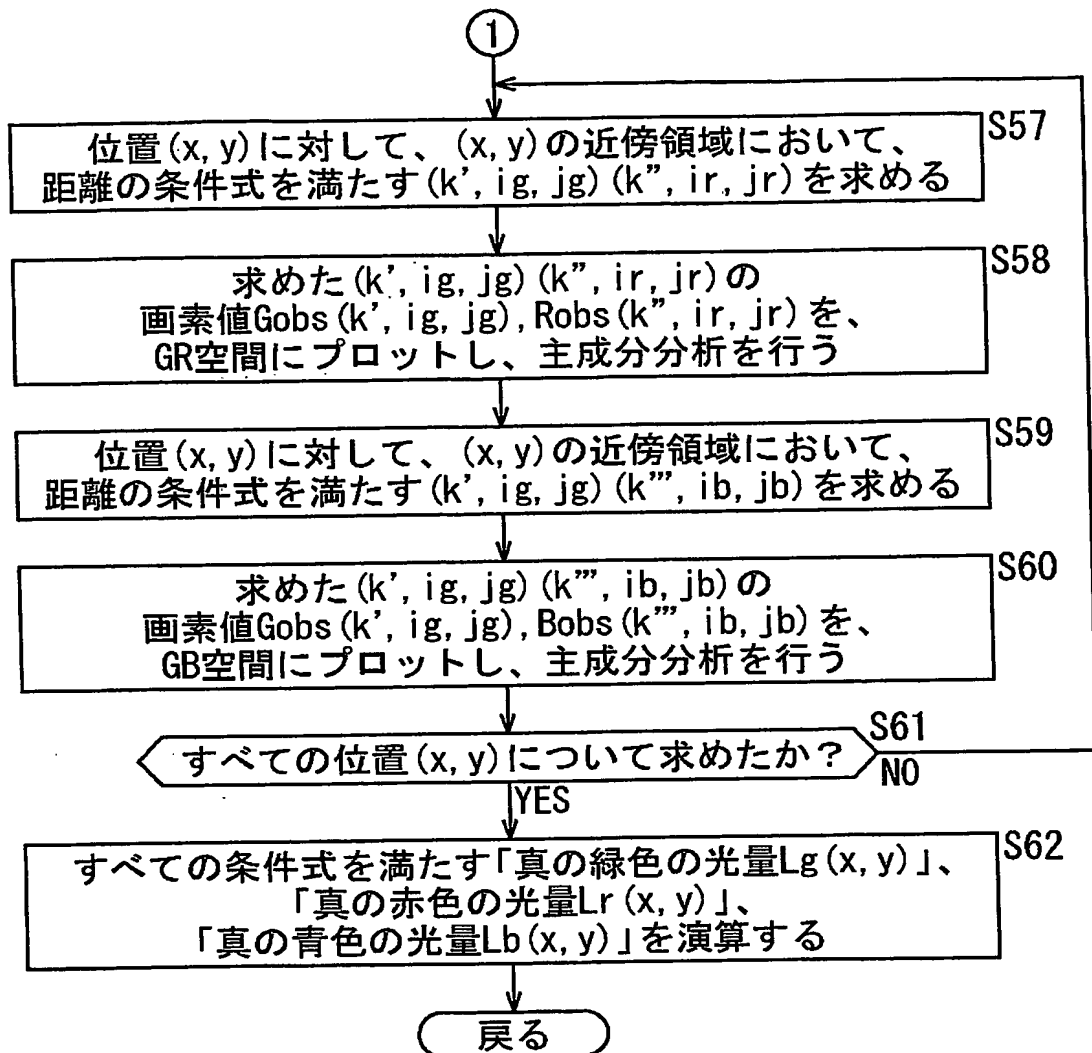 1
位置(x, y)に対して、(x, y)の近傍領域において、
距離の条件式を満たす(k', ig, jg)(k", ir, jr)を求める
S57
求めた(k', ig, jg)(k", ir, jr)の
画素値Gobs(k', ig, jg), Robs(k", ir, jr)を、
GR空間にプロットし、主成分分析を行う
S58
位置(x, y)に対して、(x, y)の近傍領域において、
距離の条件式を満たす(k', ig, jg)(k"', ib, jb)を求める
S59
求めた(k', ig, jg)(k"', ib, jb)の
画素値Gobs(k', ig, jg), Bobs(k"', ib, jb)を、
GB空間にプロットし、主成分分析を行う
S60
すべての位置(x, y)について求めたか?
S61
NO
YES
すべての条件式を満たす「真の緑色の光量Lg(x, y)」、
「真の赤色の光量Lr(x, y)」、
「真の青色の光量Lb(x, y)」を演算する
S62
戻る